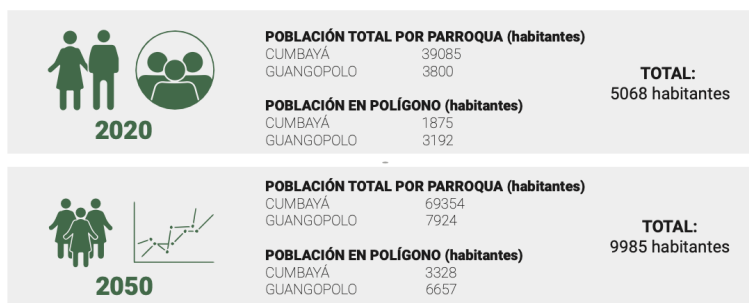 POBLACIÓN TOTAL POR PARROQUA (habitantes)
CUMBAYÁ 39085
GUANGOPOLO 3800
POBLACIÓN EN POLÍGONO (habitantes)
CUMBAYÁ 1875
GUANGOPOLO 3192
TOTAL:
5068 habitantes
2020
POBLACIÓN TOTAL POR PARROQUA (habitantes)
CUMBAYÁ 69354
GUANGOPOLO 7924
POBLACIÓN EN POLÍGONO (habitantes)
CUMBAYÁ 3328
GUANGOPOLO 6657
TOTAL:
9985 habitantes
2050